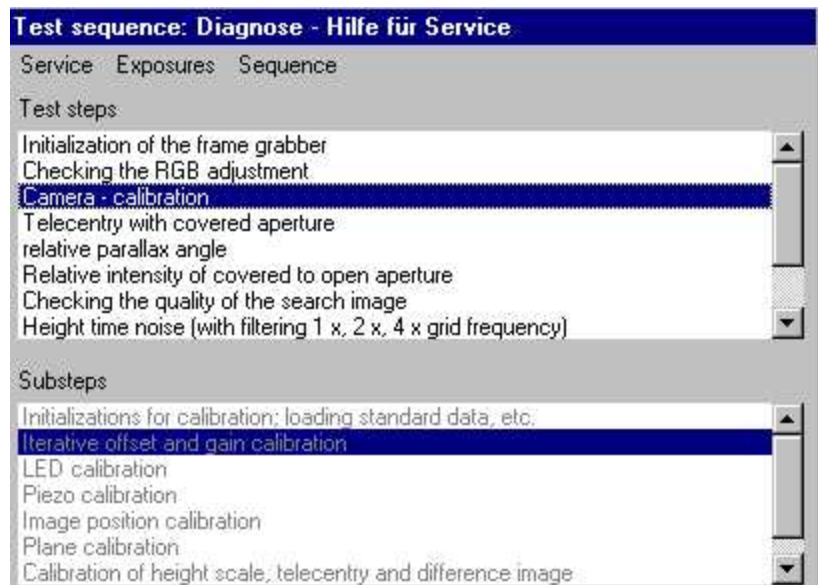 Test sequence: Diagnose - Hilfe für Service
Service Exposures Sequence
Test steps
Initialization of the frame grabber
Checking the RGB adjustment
Camera - calibration
Telecentry with covered aperture
relative parallax angle
Relative intensity of covered to open aperture
Checking the quality of the search image
Height time noise (with filtering 1 x, 2 x, 4 x grid frequency)
Substeps
Initializations for calibration; loading standard data, etc.
Iterative offset and gain calibration
LED calibration
Piezo calibration
Image position calibration
Plane calibration
Calibration of height scale, telecentry and difference image